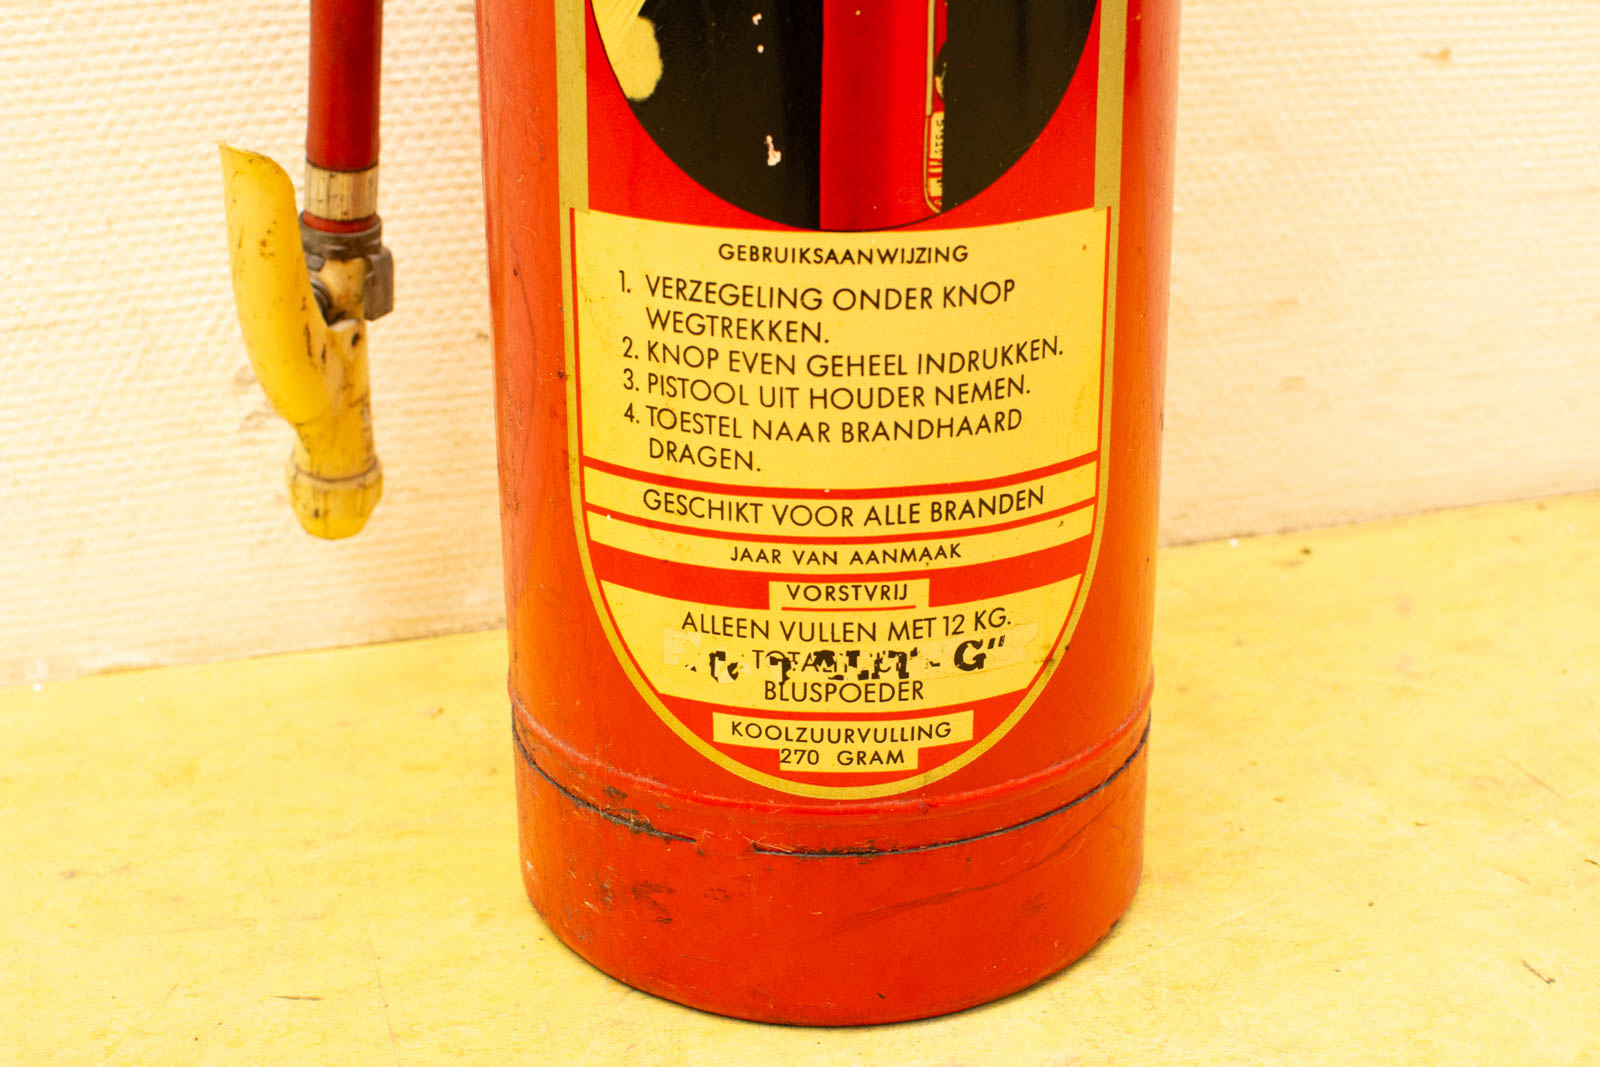 GEBRUIKSAANWIJZING
1. VERZEGELING ONDER KNOP
WEGTREKKEN.
2. KNOP EVEN GEHEEL INDRUKKEN.
3. PISTOOL UIT HOUDER NEMEN.
4. TOESTEL NAAR BRANDHAARD
DRAGEN.
GESCHIKT VOOR ALLE BRANDEN
JAAR VAN AANMAAK
VORSTVRIJ
ALLEEN VULLEN MET 12 KG.
G"
BLUSPOEDER
KOOLZUURVULLING
270 GRAM